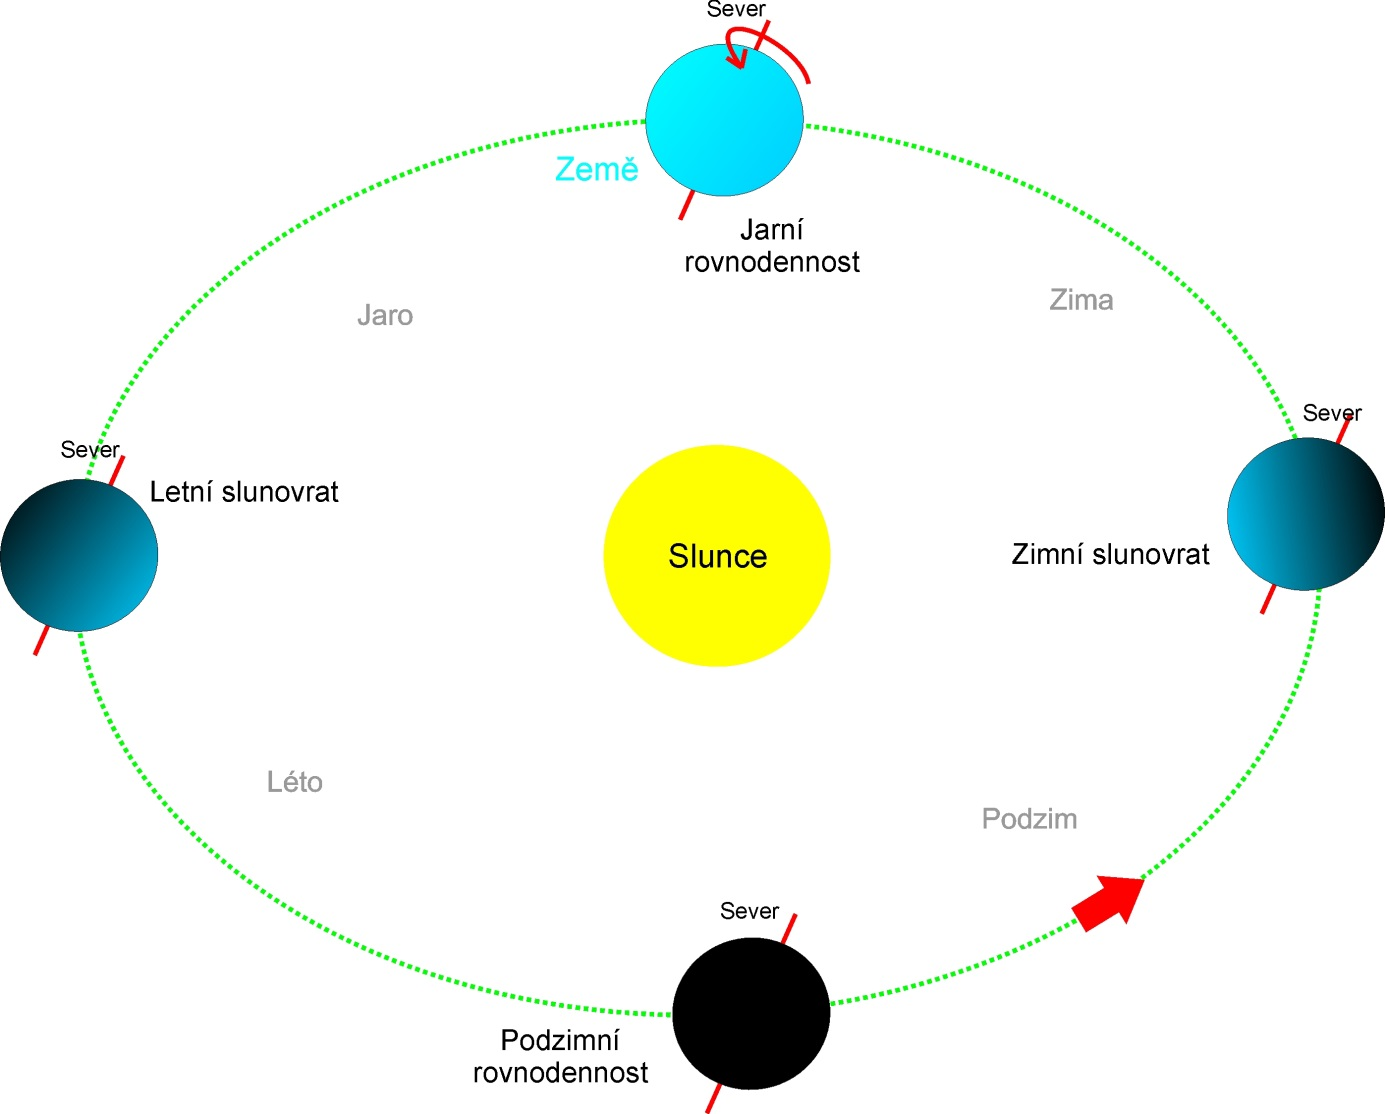 Sever
Země
Jarní
rovnodennost
Zima
Jaro
Sever
Sever
Letní slunovrat
Slunce
Zimní slunovrat
Léto
Podzim
Sever
Podzimní
rovnodennost